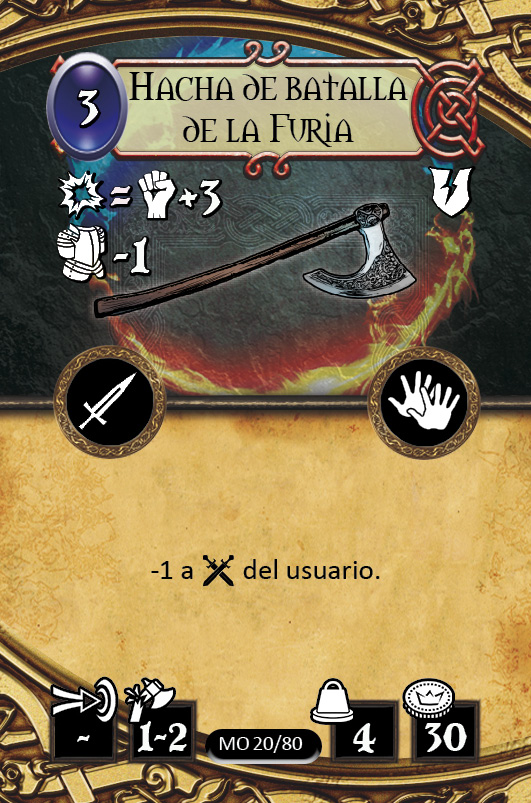 3
Hacha de batalla
de la Furia
= +3
-1
-1 a del usuario.
-
1-2
MO 20/80
4
30